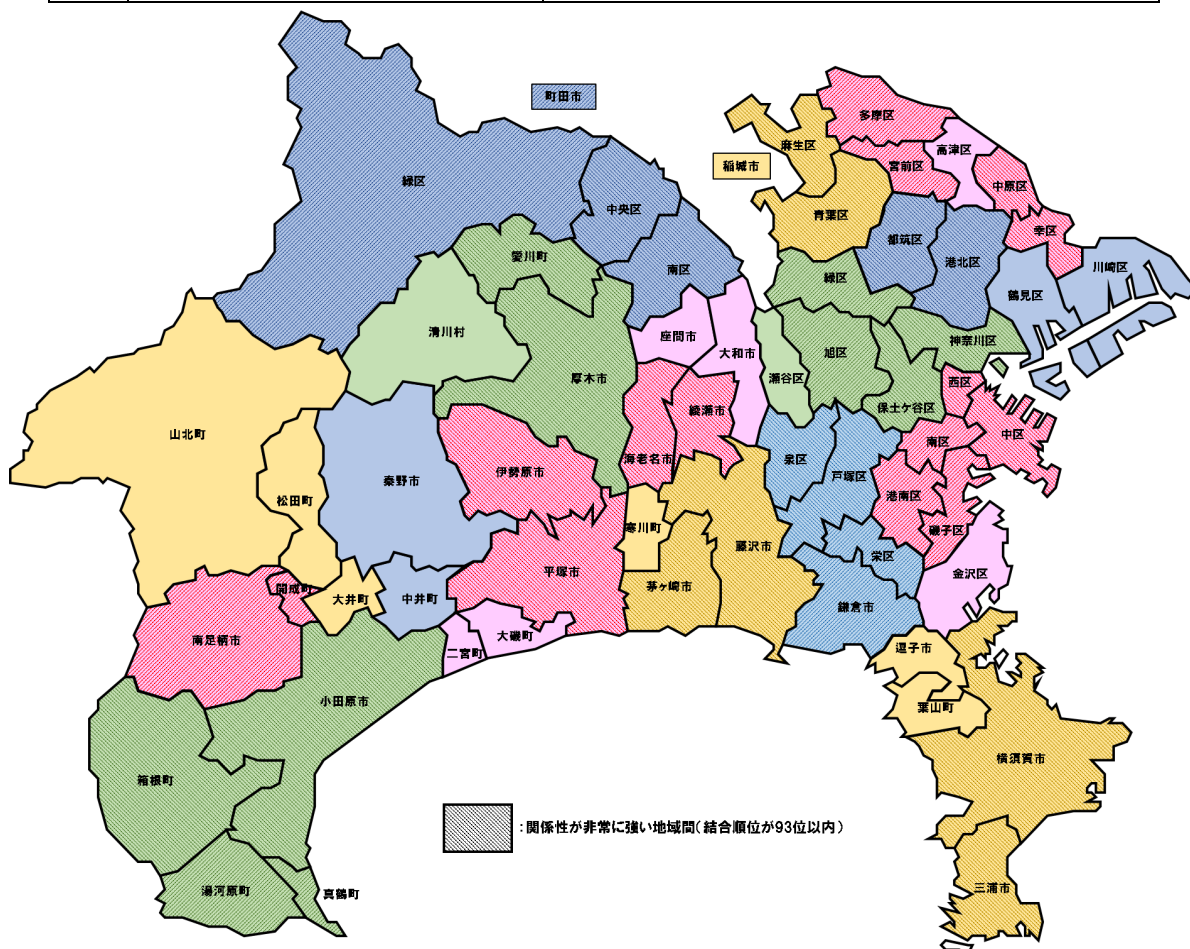 町田市
多摩区
麻生区
高津区
稲城市
宮前区
中原区
緑区
中央区
青葉区
幸区
都筑区
愛川町
南区
港北区
川崎区
緑区
鶴見区
清川村
座間市
大和市
神奈川区
旭区
厚木市
瀬谷区
西区
綾瀬市
保土ケ谷区
山北町
中区
南区
海老名市
泉区
伊勢原市
戸塚区
秦野市
港南区
松田町
寒川町
磯子区
藤沢市
栄区
金沢区
平塚市
茅ヶ崎市
開成町
大井町
中井町
鎌倉市
南足柄市
大磯町
逗子市
二宮町
小田原市
葉山町
横須賀市
箱根町
:関係性が非常に強い地域間(結合順位が93位以内)
湯河原町
真鶴町
三浦市